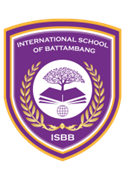 INTERNATIONAL SCHOOL
OF BATTAMBANG
ISBB